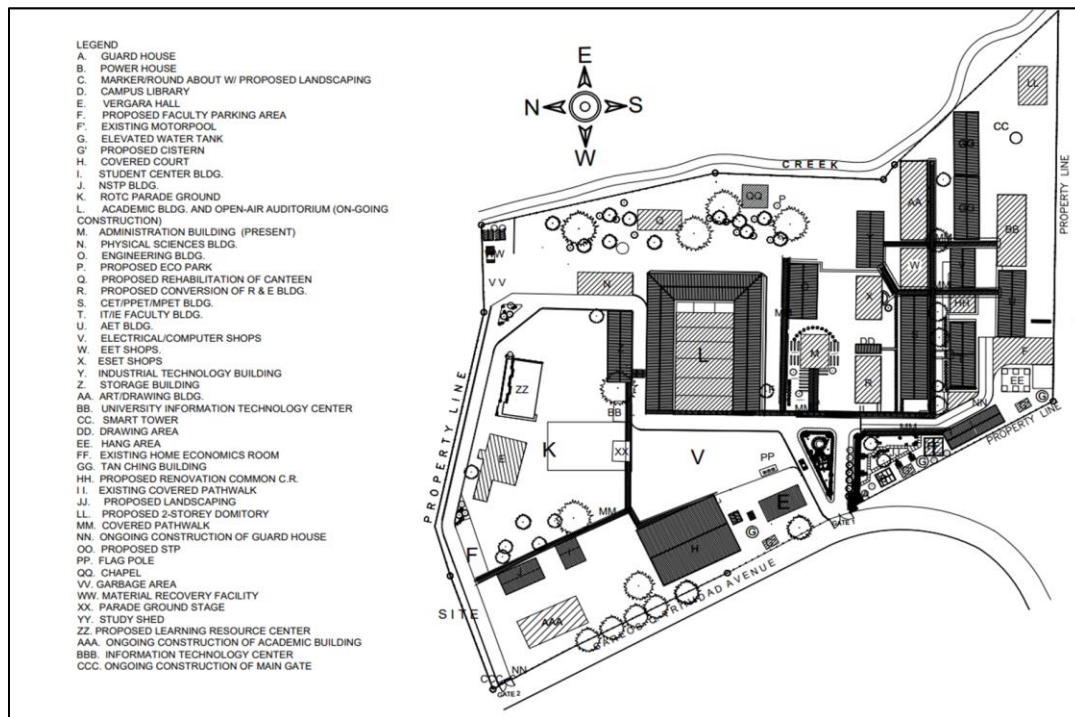 LEGEND
A. GUARD HOUSE
B. POWER HOUSE
C. MARKER/ROUND ABOUT W/ PROPOSED LANDSCAPING
D. CAMPUS LIBRARY
E. VERGARA HALL
F. PROPOSED FACULTY PARKING AREA
F'. EXISTING MOTORPOOL
G. ELEVATED WATER TANK
G' PROPOSED CISTERN
H. COVERED COURT
I. STUDENT CENTER BLDG.
J. NSTP BLDG.
K. ROTC PARADE GROUND
L. ACADEMIC BLDG. AND OPEN-AIR AUDITORIUM (ON-GOING
CONSTRUCTION)
M. ADMINISTRATION BUILDING (PRESENT)
N. PHYSICAL SCIENCES BLDG.
O. ENGINEERING BLDG.
P. PROPOSED ECO PARK
Q. PROPOSED REHABILITATION OF CANTEEN
R. PROPOSED CONVERSION OF R & E BLDG.
S. CET/PPET/MPET BLDG.
T. IT/IE FACULTY BLDG.
U. AET BLDG.
V. ELECTRICAL/COMPUTER SHOPS
W. EET SHOPS.
X. ESET SHOPS
Y. INDUSTRIAL TECHNOLOGY BUILDING
Z. STORAGE BUILDING
AA. ART/DRAWING BLDG.
BB. UNIVERSITY INFORMATION TECHNOLOGY CENTER
CC. SMART TOWER
DD. DRAWING AREA
EE. HANG AREA
FF. EXISTING HOME ECONOMICS ROOM
GG. TAN CHING BUILDING
HH. PROPOSED RENOVATION COMMON C.R.
I I. EXISTING COVERED PATHWALK
JJ. PROPOSED LANDSCAPING
LL. PROPOSED 2-STOREY DOMITORY
MM. COVERED PATHWALK
NN. ONGOING CONSTRUCTION OF GUARD HOUSE
OO. PROPOSED STP
PP. FLAG POLE
QQ. CHAPEL
VV. GARBAGE AREA
WW. MATERIAL RECOVERY FACILITY
XX. PARADE GROUND STAGE
YY. STUDY SHED
ZZ. PROPOSED LEARNING RESOURCE CENTER
AAA. ONGOING CONSTRUCTION OF ACADEMIC BUILDING
BBB. INFORMATION TECHNOLOGY CENTER
CCC. ONGOING CONSTRUCTION OF MAIN GATE
E
N
S
W
CREEK
LL
CC
PROPERTY LINE
GG
QQ
P
Q
AA
BB
W
VV
N
X
HH
M
L
DD
R
F
EE
ZZ
BB
NN
G
MM
PROPERTY LINE
PROPERTY LINE
K
XX
V
PP
E
E
MM
G
GATE 1
H
F
J
I
SITE
AAA
CARLOS Q. TRINIDAD AVENUE
NN
CCC
GATE 2